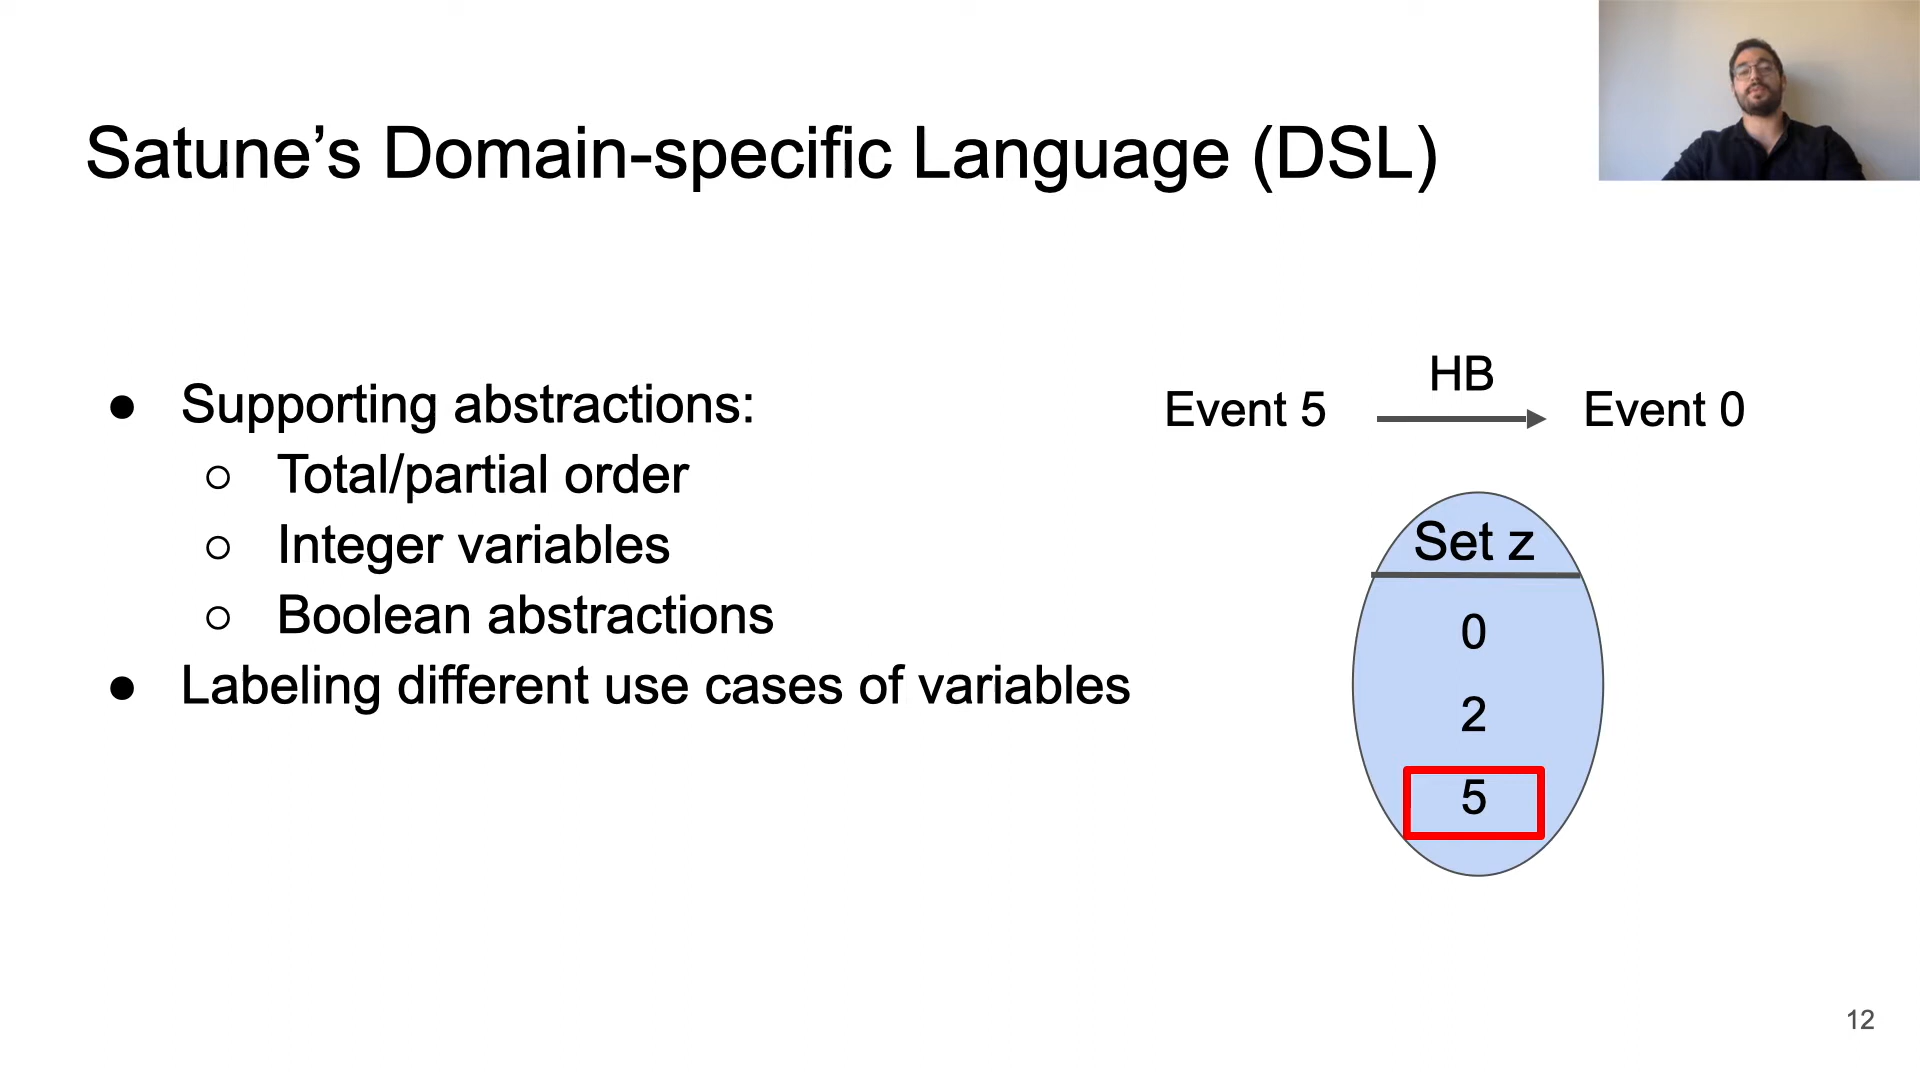 Satune’s Domain-specific Language (DSL)
● Supporting abstractions:
○ Total/partial order
○ Integer variables
○ Boolean abstractions
● Labeling different use cases of variables
HB
Event 5
Event 0
Set z
0
2
5
12